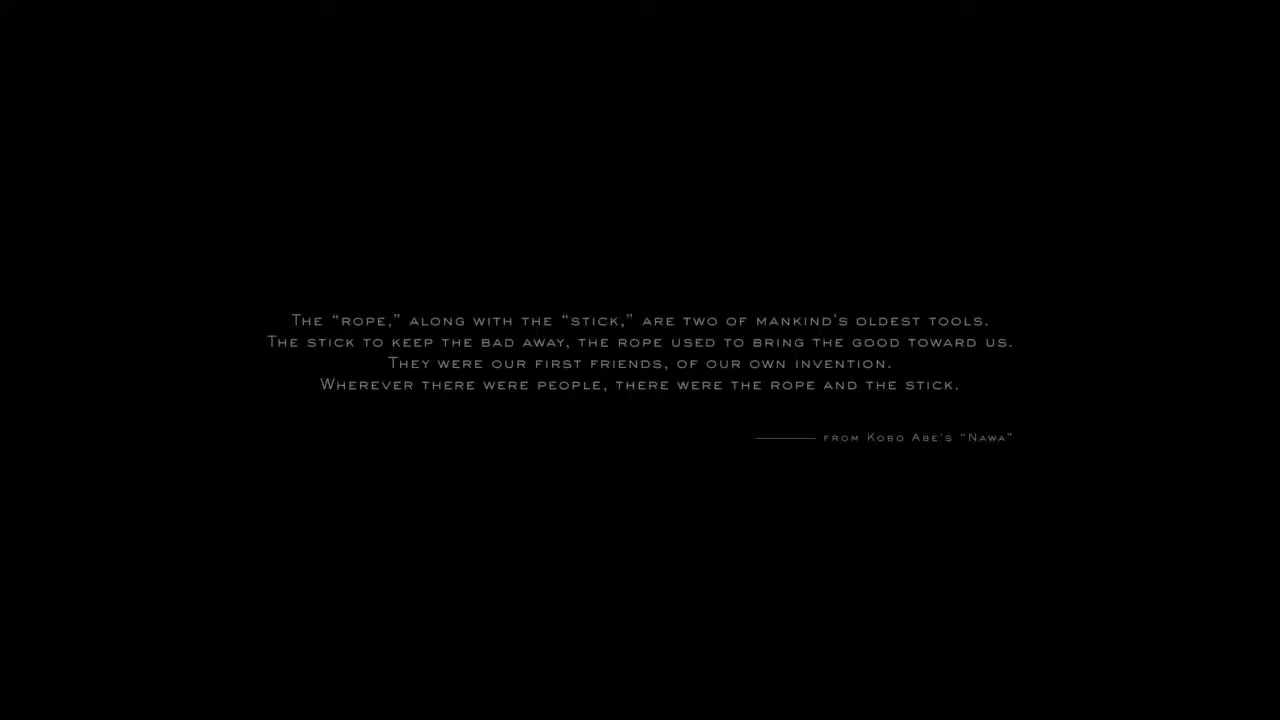 The “rope,” along with the “stick,” are two of mankind's oldest tools.
The stick to keep the bad away, the rope used to bring the good toward us.
They were our first friends, of our own invention.
Wherever there were people, there were the rope and the stick.
from Kobo Abe's “Nawa”